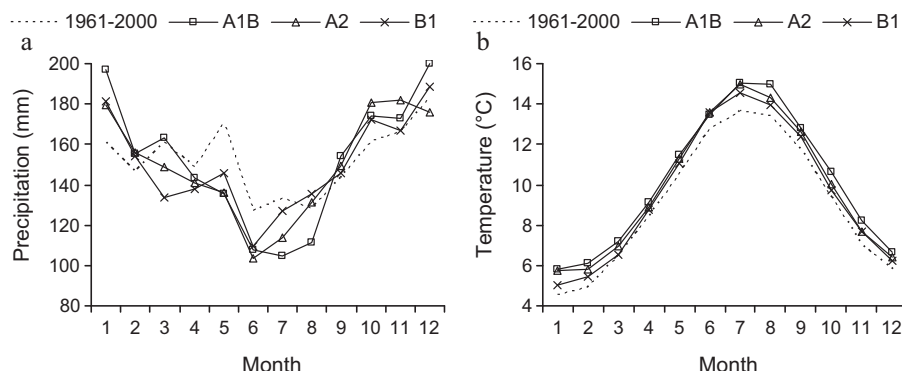 1961-2000 A1B A2 B1
a
Precipitation (mm)
200
180
160
140
120
100
80
1 2 3 4 5 6 7 8 9 10 11 12
Month
1961-2000 A1B A2 B1
b
Temperature (°C)
16
14
12
10
8
6
4
1 2 3 4 5 6 7 8 9 10 11 12
Month